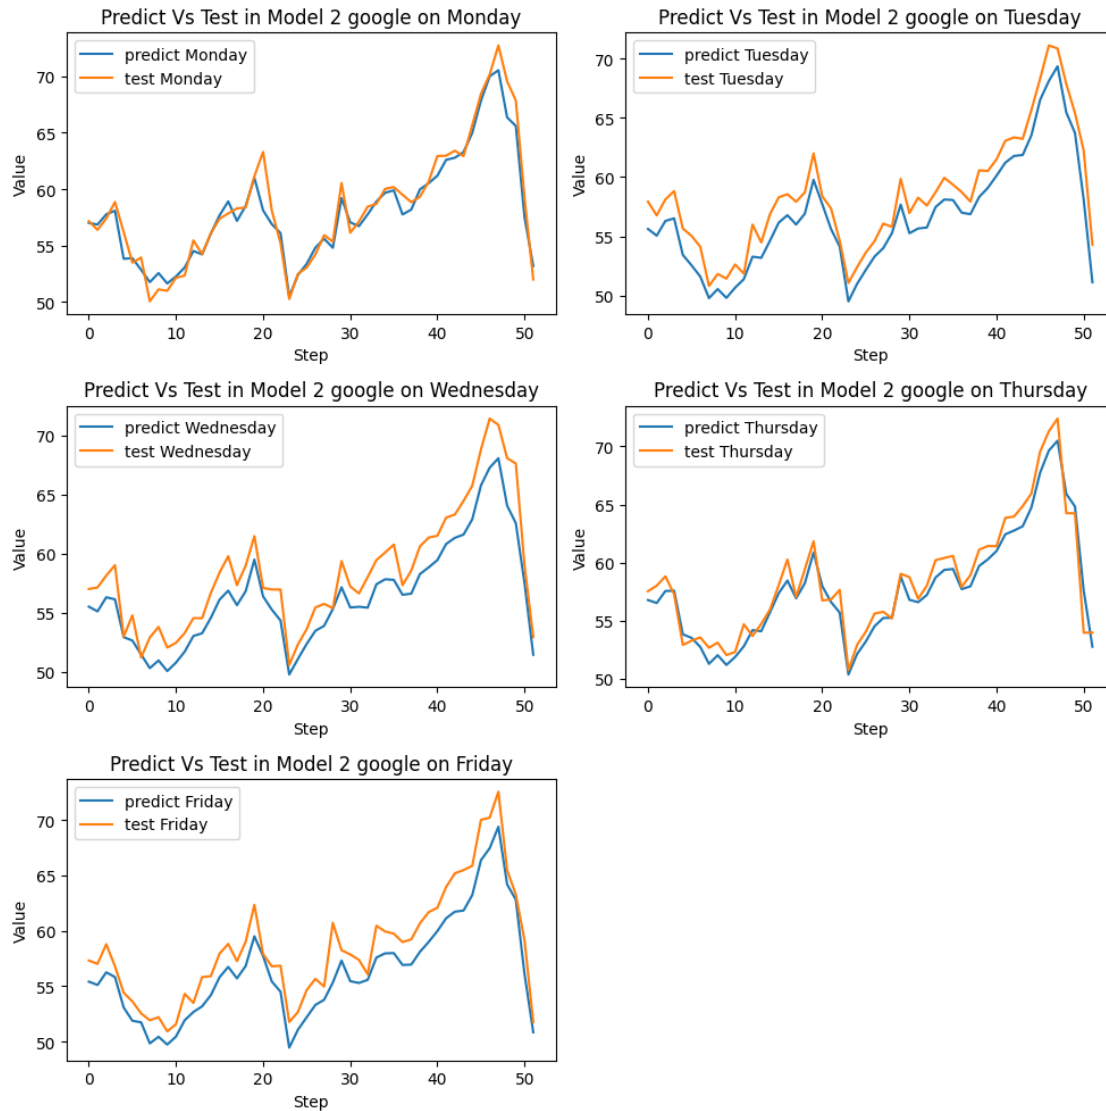 Predict Vs Test in Model 2 google on Monday
predict Monday
test Monday
Value
70
65
60
55
50
0 10 20 30 40 50
Step
Predict Vs Test in Model 2 google on Tuesday
predict Tuesday
test Tuesday
Value
70
65
60
55
50
0 10 20 30 40 50
Step
Predict Vs Test in Model 2 google on Wednesday
predict Wednesday
test Wednesday
Value
70
65
60
55
50
0 10 20 30 40 50
Step
Predict Vs Test in Model 2 google on Thursday
predict Thursday
test Thursday
Value
70
65
60
55
50
0 10 20 30 40 50
Step
Predict Vs Test in Model 2 google on Friday
predict Friday
test Friday
Value
70
65
60
55
50
0 10 20 30 40 50
Step